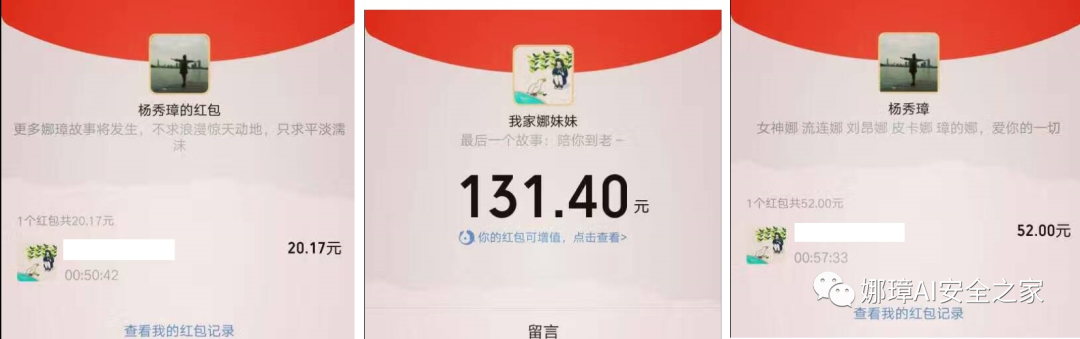 杨秀璋的红包
更多娜璋故事将发生，不求浪漫惊天动地，只求平淡濡
沫
1个红包共20.17元
20.17元
00:50:42
查看我的红包记录
我家娜妹妹
最后一个故事：陪你到老~
131.40元
你的红包可增值，点击查看>
留言
杨秀璋
女神娜 流连娜 刘昂娜 皮卡娜 璋的娜，爱你的一切
1个红包共52.00元
52.00元
00:57:33
娜璋AI安全之家
查看我的红包记录